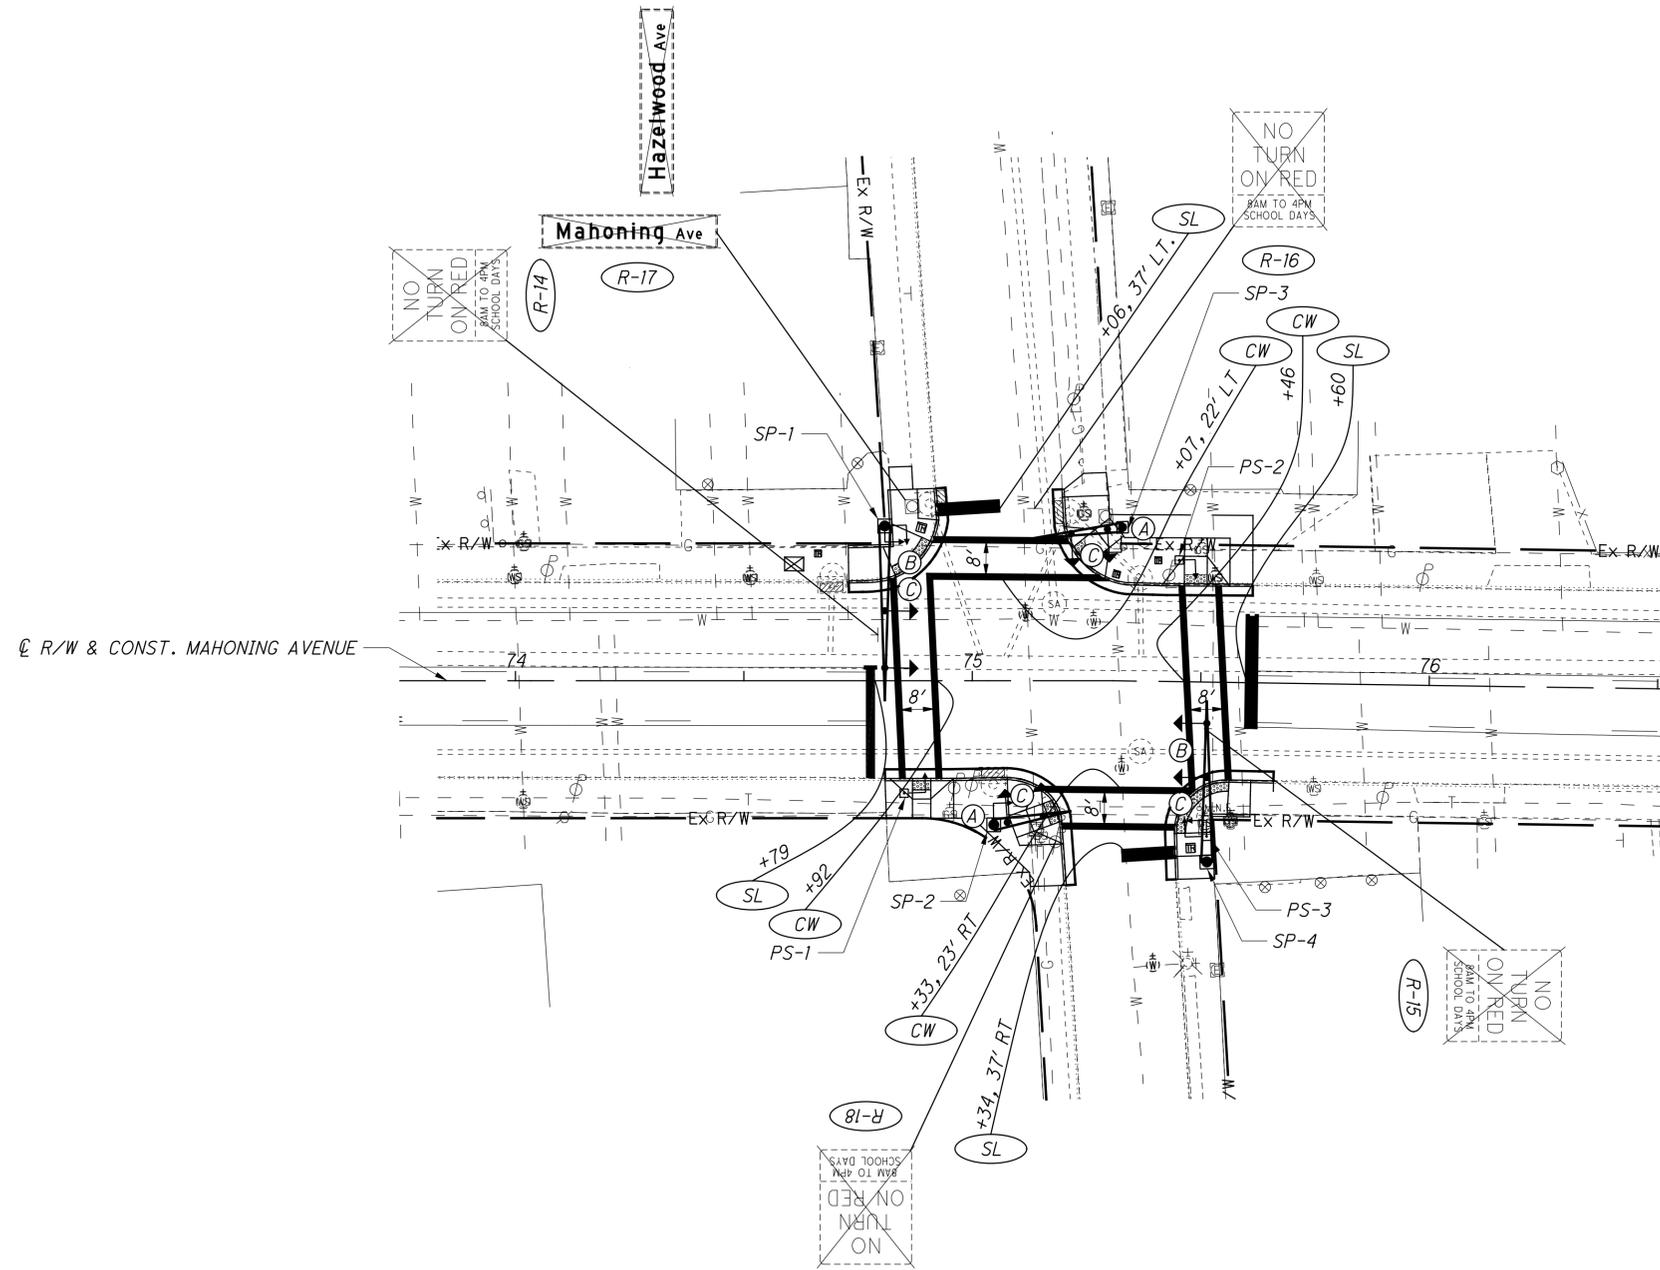 Hazelwood Ave
Mahoning Ave
R-17
R-14
NO
TURN
ON RED
8AM TO 4PM
SCHOOL DAYS
NO
TURN
ON RED
8AM TO 4PM
SCHOOL DAYS
R-16
SL
+06, 37' LT.
SP-3
CW
CW
SL
+07, 22' LT
+46
+60
PS-2
SP-1
Ex R/W
W
G
x R/W
Ex R/W
Ex R/W
A
B
C
C
8'
(WS)
SA
℄ R/W & CONST. MAHONING AVENUE
74
75
76
8'
8'
B
C
C
A
8'
Ex R/W
Ex R/W
Ex R/W
+79
SL
+92
CW
PS-1
SP-2
+33, 23' RT
CW
+34, 37' RT
SL
PS-3
SP-4
R-15
NO
TURN
ON RED
8AM TO 4PM
SCHOOL DAYS
R-18
NO
TURN
ON RED
8AM TO 4PM
SCHOOL DAYS